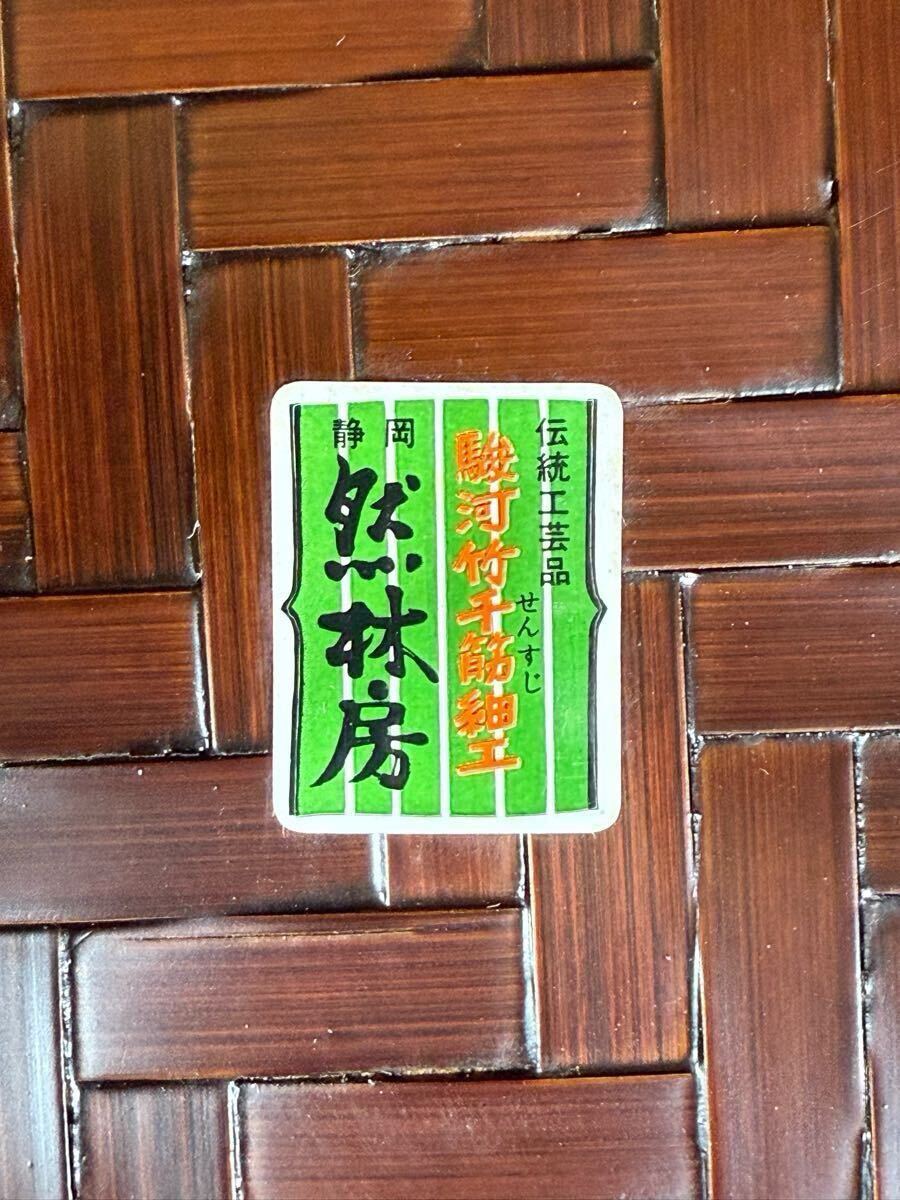 伝統工芸品
駿河竹千筋細工
せんすじ
静岡
然林房